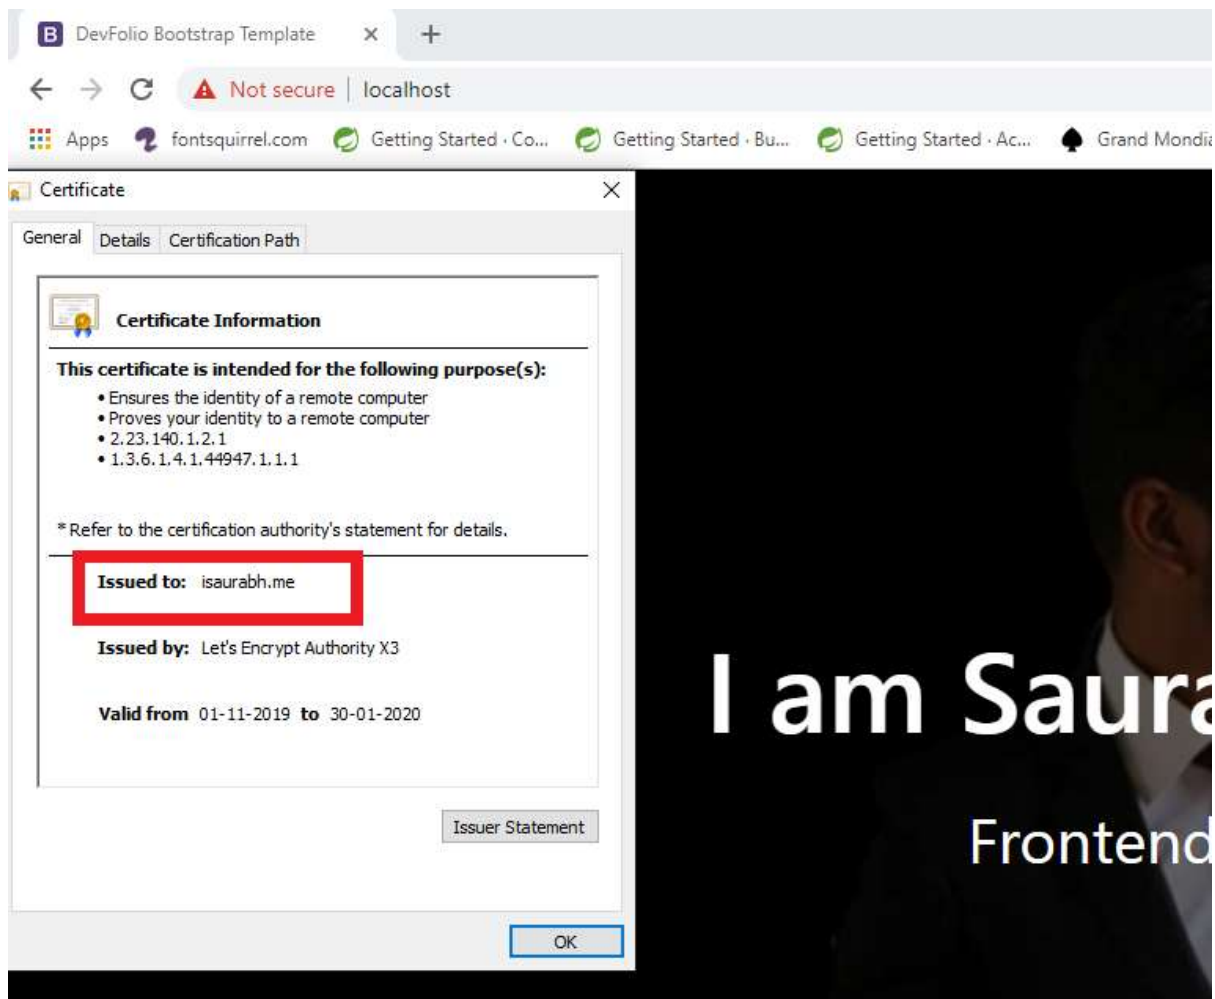 DevFolio Bootstrap Template
Not secure | localhost
Apps fontsquirrel.com Getting Started · Co... Getting Started · Bu... Getting Started · Ac... Grand Mondia
Certificate
General Details Certification Path
Certificate Information
This certificate is intended for the following purpose(s):
• Ensures the identity of a remote computer
• Proves your identity to a remote computer
• 2.23.140.1.2.1
• 1.3.6.1.4.1.44947.1.1.1
* Refer to the certification authority's statement for details.
Issued to: isaurabh.me
Issued by: Let's Encrypt Authority X3
Valid from 01-11-2019 to 30-01-2020
Issuer Statement
OK
I am Saura
Frontend